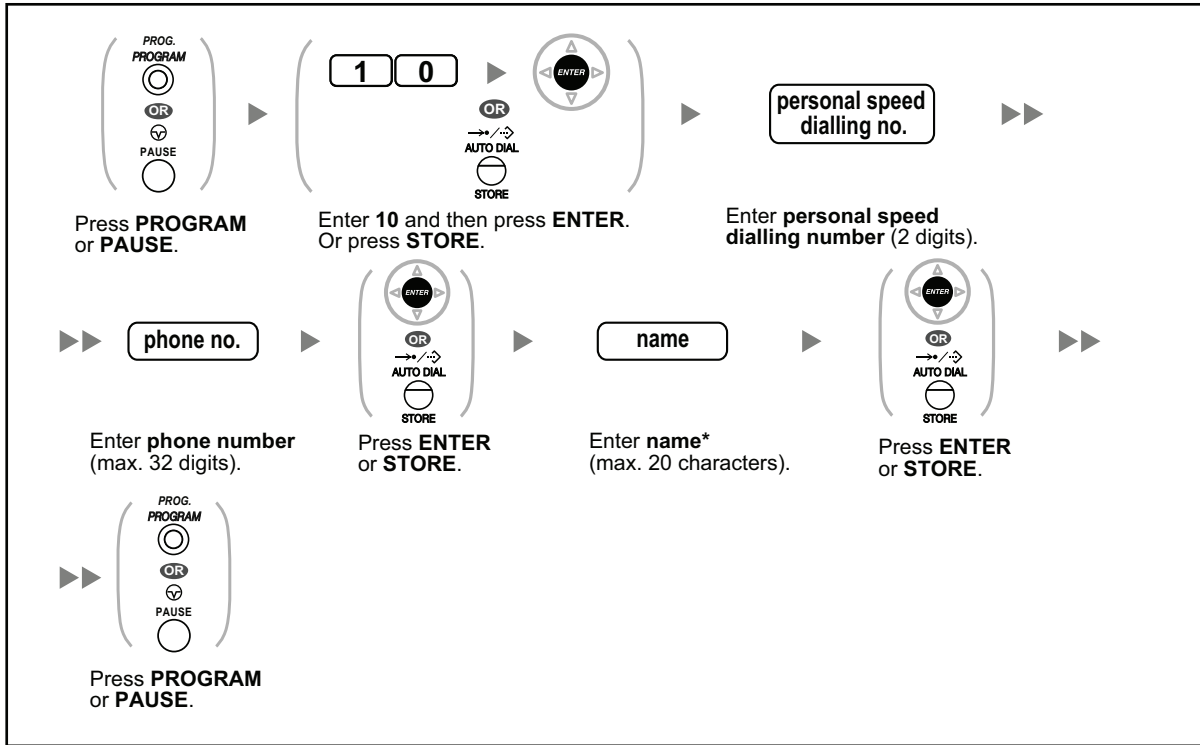 PROG.
PROGRAM
OR
PAUSE
Press PROGRAM
or PAUSE.
1 0
ENTER
OR
AUTO DIAL
STORE
Enter 10 and then press ENTER.
Or press STORE.
personal speed
dialling no.
Enter personal speed
dialling number (2 digits).
phone no.
Enter phone number
(max. 32 digits).
ENTER
OR
AUTO DIAL
STORE
Press ENTER
or STORE.
name
Enter name*
(max. 20 characters).
ENTER
OR
AUTO DIAL
STORE
Press ENTER
or STORE.
PROG.
PROGRAM
OR
PAUSE
Press PROGRAM
or PAUSE.